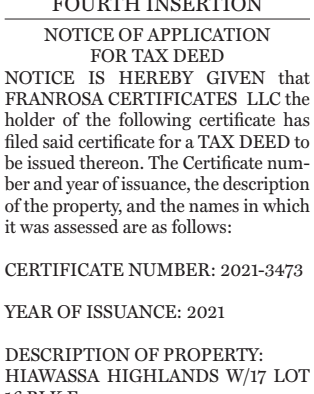 FOURTH INSERTION
NOTICE OF APPLICATION
FOR TAX DEED
NOTICE IS HEREBY GIVEN that
FRANROSA CERTIFICATES LLC the
holder of the following certificate has
filed said certificate for a TAX DEED to
be issued thereon. The Certificate num-
ber and year of issuance, the description
of the property, and the names in which
it was assessed are as follows:
CERTIFICATE NUMBER: 2021-3473
YEAR OF ISSUANCE: 2021
DESCRIPTION OF PROPERTY:
HIAWASSA HIGHLANDS W/17 LOT